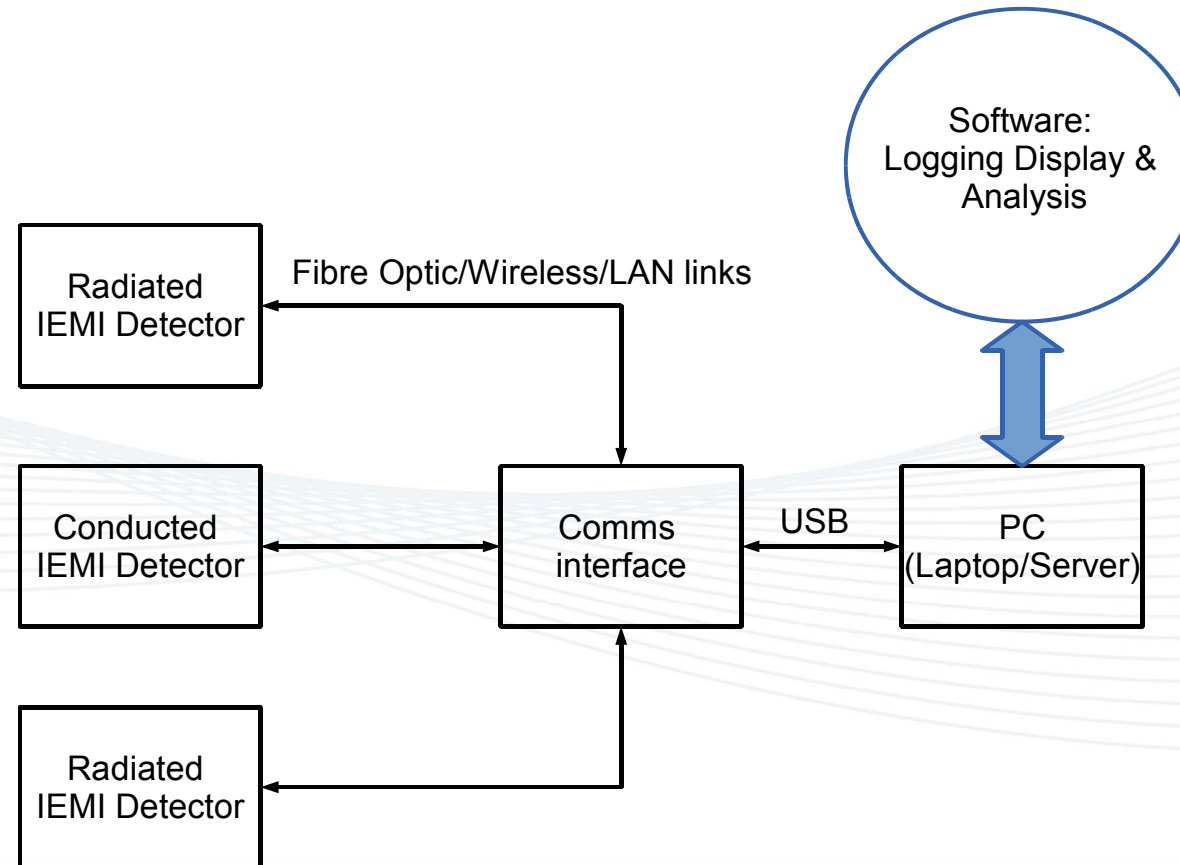 Software:
Logging Display &
Analysis
Radiated
IEMI Detector
Fibre Optic/Wireless/LAN links
Conducted
IEMI Detector
Comms
interface
USB
PC
(Laptop/Server)
Radiated
IEMI Detector